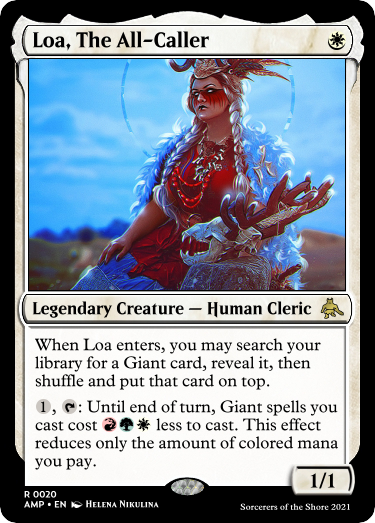 Loa, The All-Caller
1
Legendary Creature — Human Cleric
When Loa enters, you may search your
library for a Giant card, reveal it, then
shuffle and put that card on top.
1, : Until end of turn, Giant spells you
cast cost less to cast. This effect
reduces only the amount of colored mana
you pay.
1/1
R 0020
AMP • EN Helena Nikulina
Sorcerers of the Shore 2021